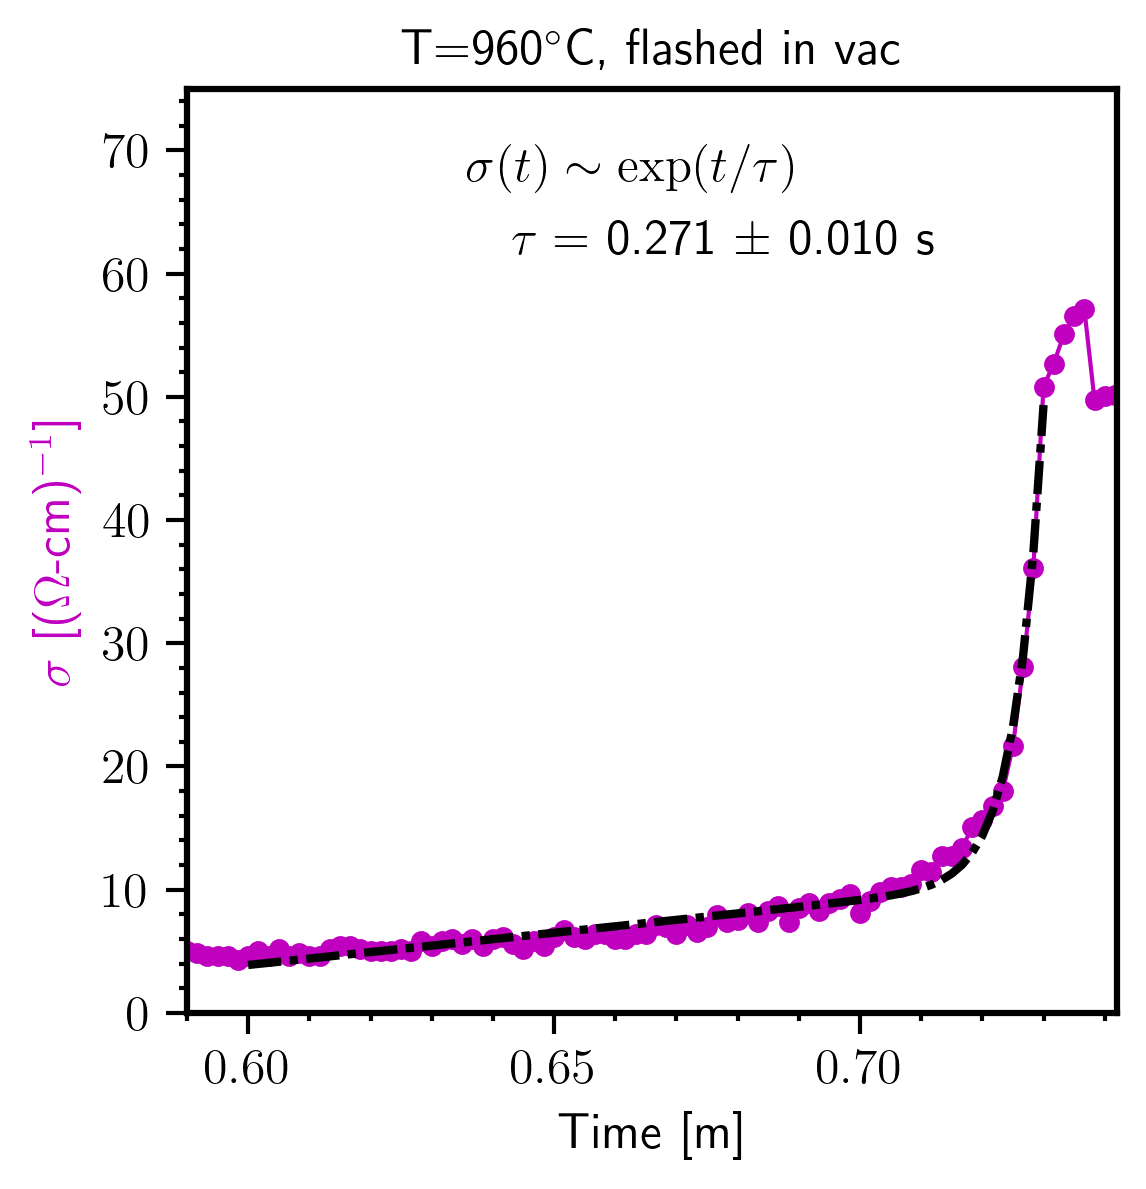 T=960°C, flashed in vac
σ(t) ∼ exp(t/τ)
τ = 0.271 ± 0.010 s
σ [(Ω-cm)⁻¹]
70
60
50
40
30
20
10
0
0.60 0.65 0.70
Time [m]